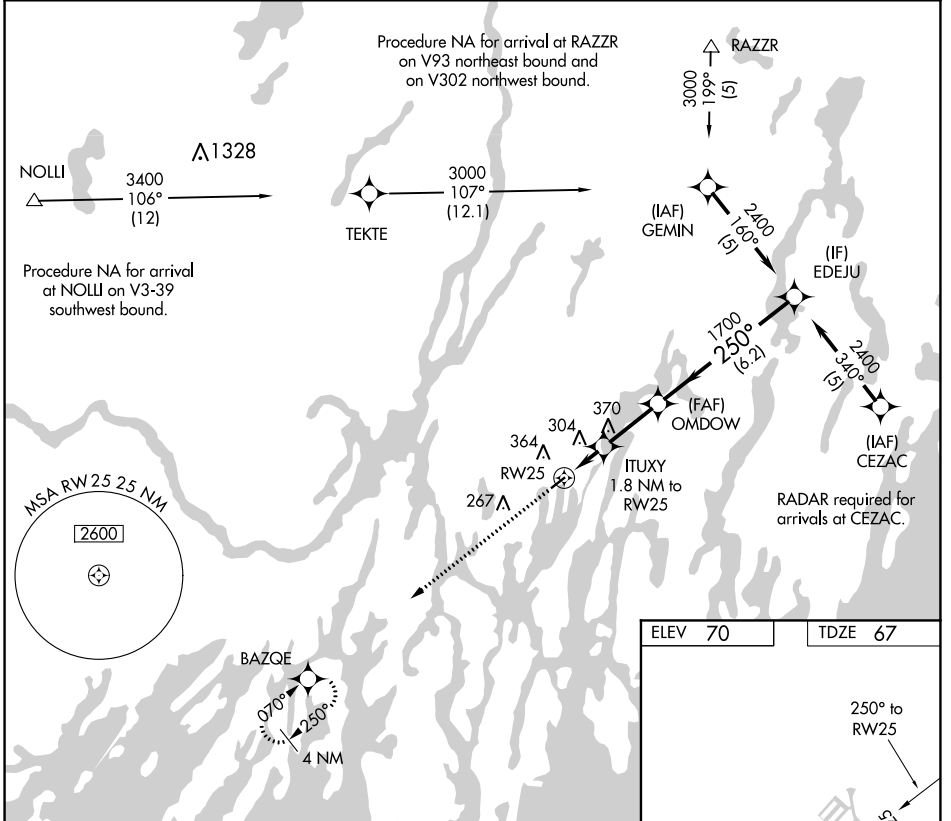 Procedure NA for arrival at RAZZR
on V93 northeast bound and
on V302 northwest bound.
RAZZR
3000
199°
(5)
1328
NOLLI
3400
106°
(12)
3000
107°
(12.1)
TEKTE
(IAF)
GEMIN
2400
160°
(5)
(IF)
EDEJU
Procedure NA for arrival
at NOLLI on V3-39
southwest bound.
1700
250°
(6.2)
2400
340°
(5)
(FAF)
OMDOW
(IAF)
CEZAC
370
304
364
RW25
ITUXY
1.8 NM to
RW25
267
RADAR required for
arrivals at CEZAC.
MSA RW25 25 NM
2600
ELEV 70
TDZE 67
BAZQE
070°
250°
4 NM
250° to
RW25